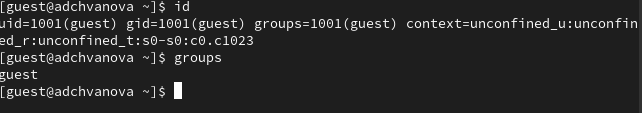 [guest@adchvanova ~]$ id
uid=1001(guest) gid=1001(guest) groups=1001(guest) context=unconfined_u:unconfin
ed_r:unconfined_t:s0-s0:c0.c1023
[guest@adchvanova ~]$ groups
guest
[guest@adchvanova ~]$